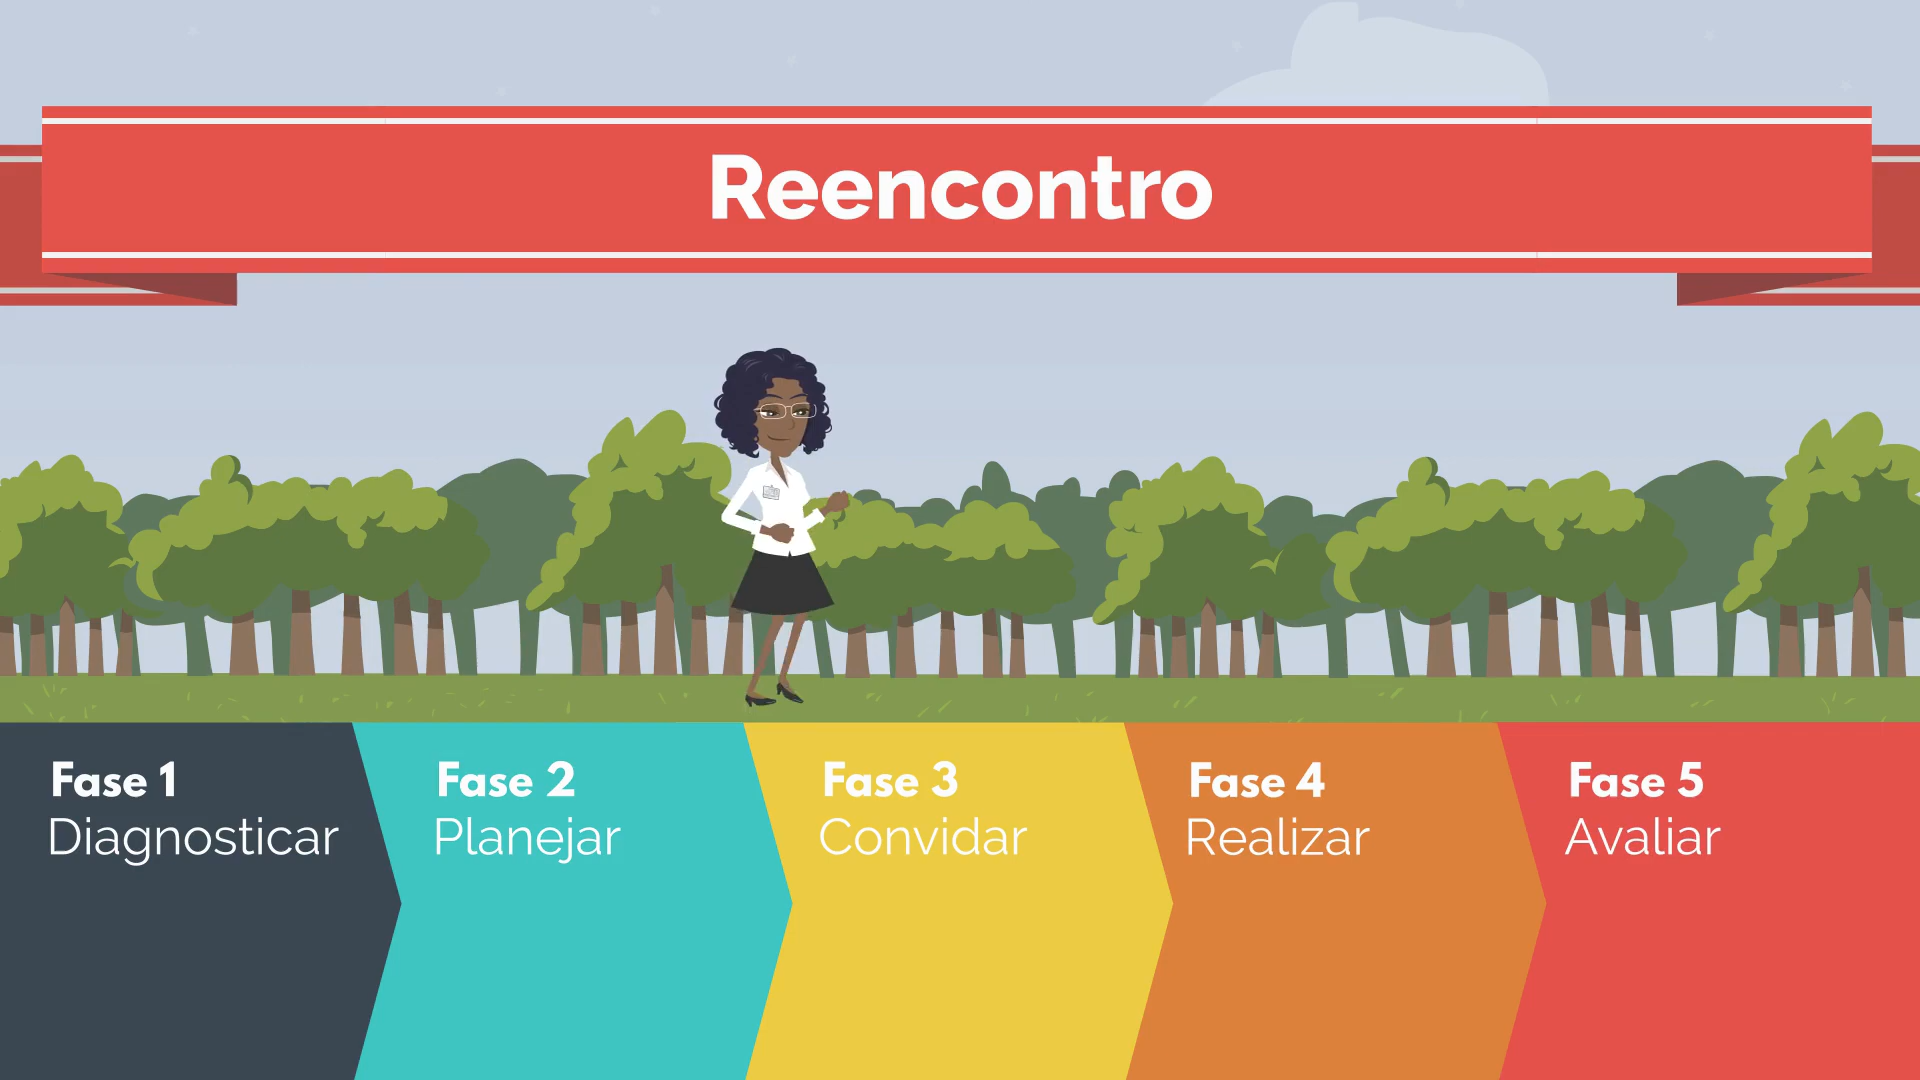 Reencontro
Fase 1
Diagnosticar
Fase 2
Planejar
Fase 3
Convidar
Fase 4
Realizar
Fase 5
Avaliar